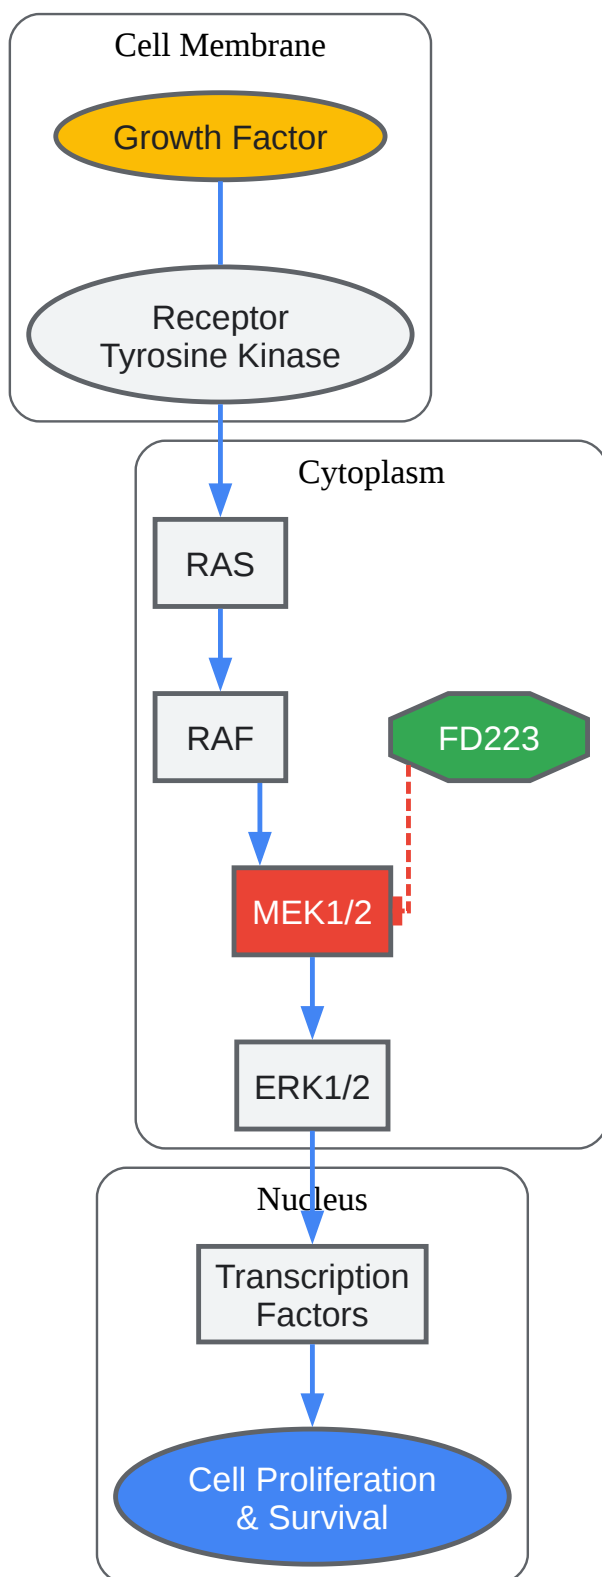 Cell Membrane
Growth Factor
Receptor
Tyrosine Kinase
Cytoplasm
RAS
RAF
FD223
MEK1/2
ERK1/2
Nucleus
Transcription
Factors
Cell Proliferation
& Survival